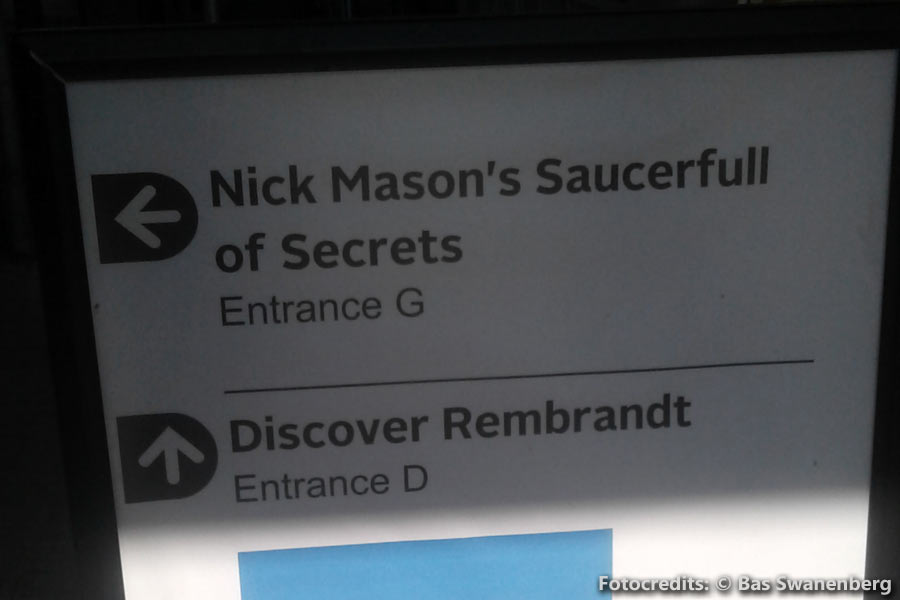 Nick Mason's Saucerfull
of Secrets
Entrance G
Discover Rembrandt
Entrance D
Fotocredits: © Bas Swanenberg